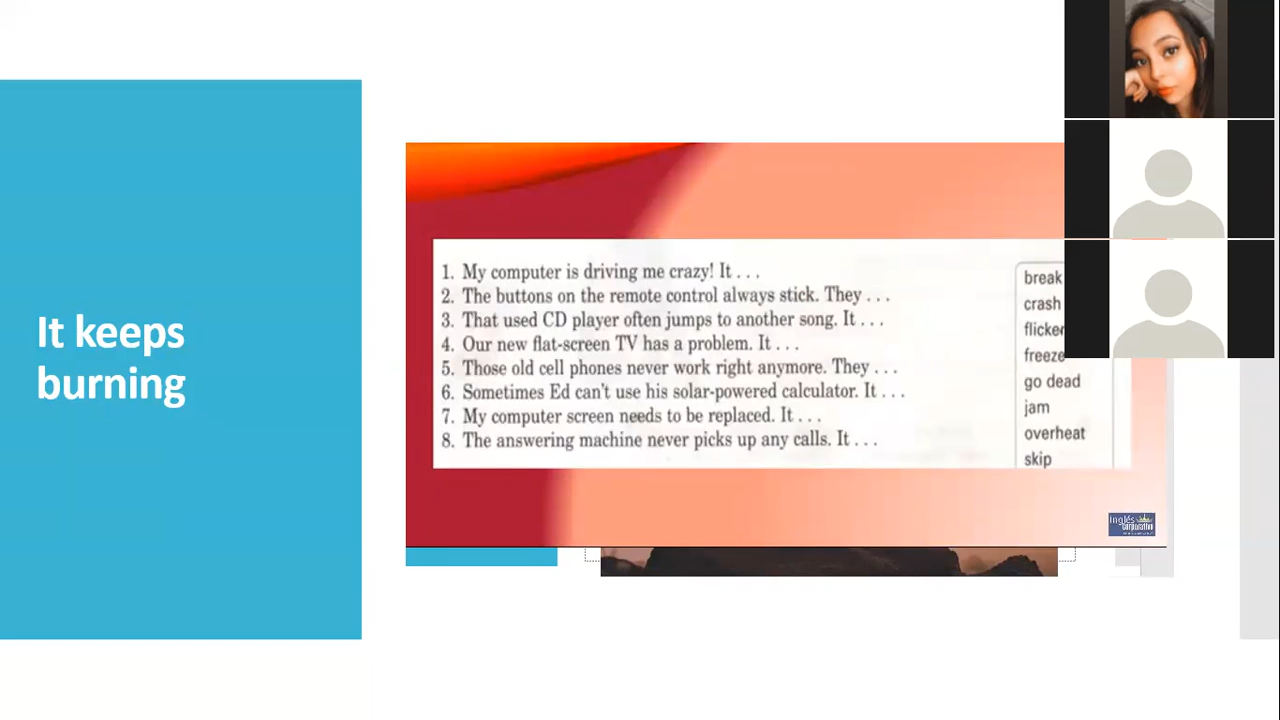 It keeps
burning
1. My computer is driving me crazy! It . . .
2. The buttons on the remote control always stick. They . . .
3. That used CD player often jumps to another song. It . . .
4. Our new flat-screen TV has a problem. It . . .
5. Those old cell phones never work right anymore. They . . .
6. Sometimes Ed can't use his solar-powered calculator. It . . .
7. My computer screen needs to be replaced. It . . .
8. The answering machine never picks up any calls. It . . .
break
crash
flicker
freeze
go dead
jam
overheat
skip
inglés
corporativo